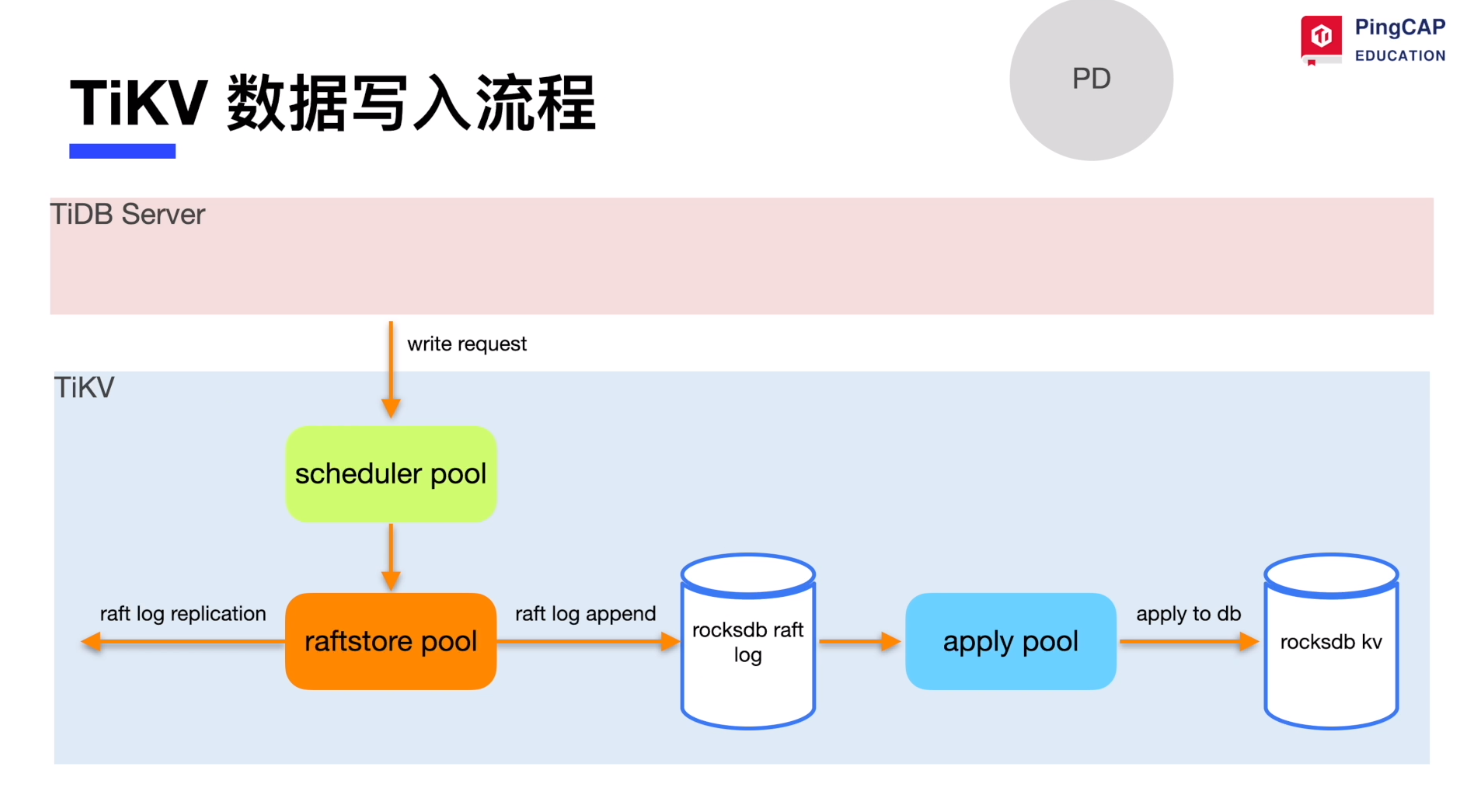 PingCAP
EDUCATION
PD
TiKV 数据写入流程
TiDB Server
write request
TiKV
scheduler pool
raft log replication
raftstore pool
raft log append
rocksdb raft
log
apply pool
apply to db
rocksdb kv